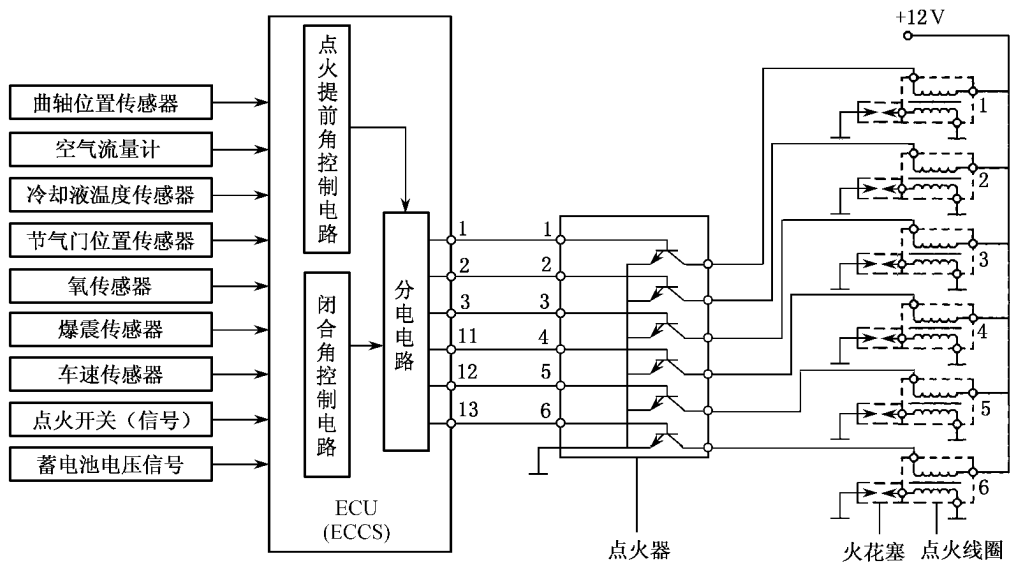 曲轴位置传感器
空气流量计
冷却液温度传感器
节气门位置传感器
氧传感器
爆震传感器
车速传感器
点火开关（信号）
蓄电池电压信号
点火提前角控制电路
闭合角控制电路
分电电路
ECU
(ECCS)
1
2
3
11
12
13
1
2
3
4
5
6
点火器
+12V
1
2
3
4
5
6
火花塞
点火线圈